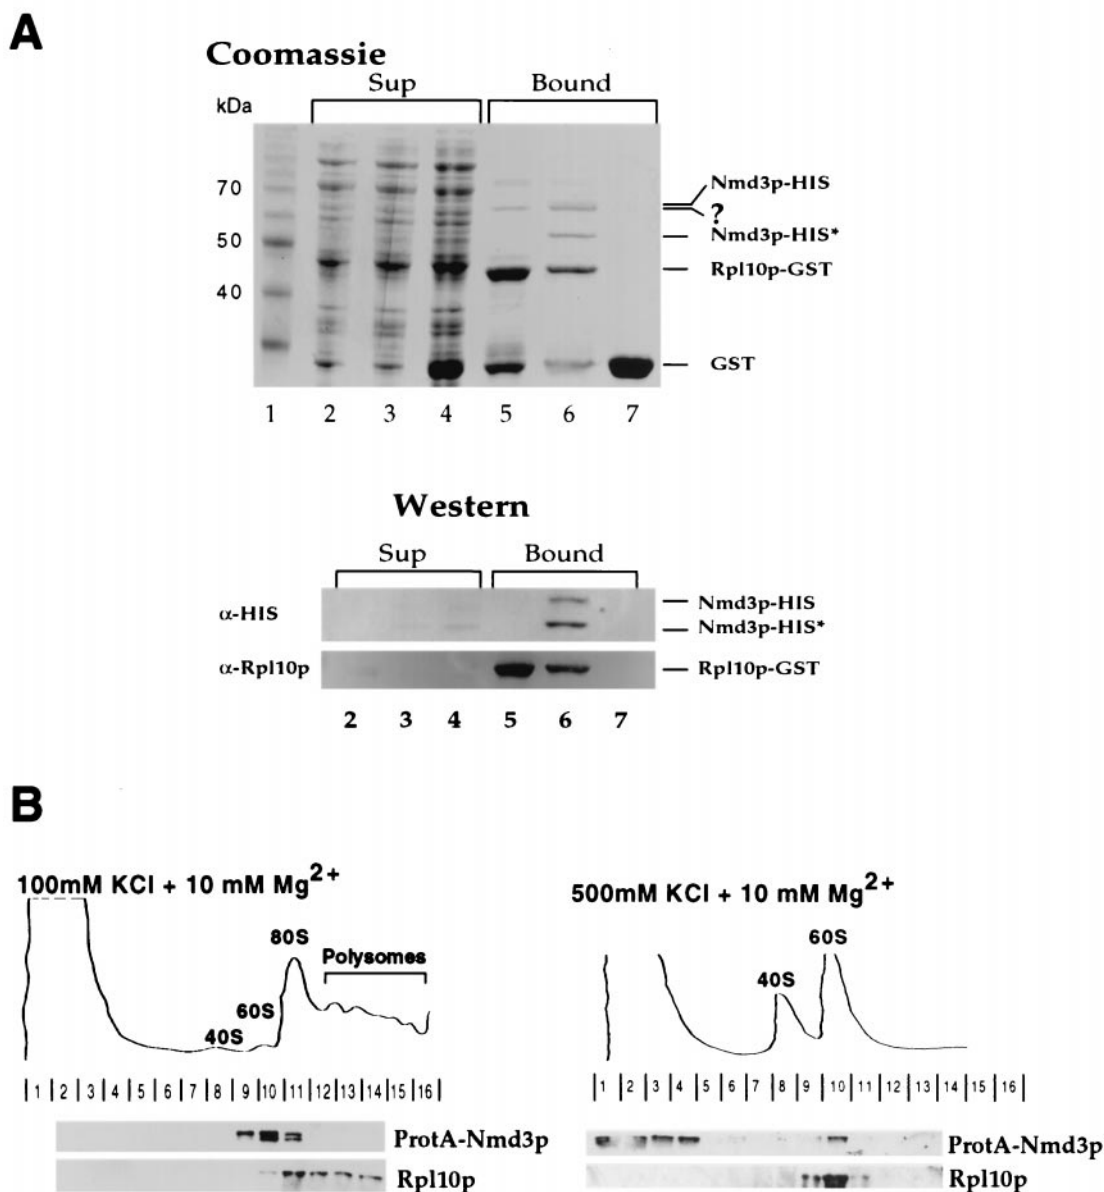 A
Coomassie
Sup Bound
kDa
70
50
40
Nmd3p-HIS
?
Nmd3p-HIS*
Rpl10p-GST
GST
1 2 3 4 5 6 7
Western
Sup Bound
α-HIS
Nmd3p-HIS
Nmd3p-HIS*
α-Rpl10p
Rpl10p-GST
2 3 4 5 6 7
B
100mM KCl + 10 mM Mg2+
80S
Polysomes
60S
40S
1 2 3 4 5 6 7 8 9 10 11 12 13 14 15 16
ProtA-Nmd3p
Rpl10p
500mM KCl + 10 mM Mg2+
60S
40S
1 2 3 4 5 6 7 8 9 10 11 12 13 14 15 16
ProtA-Nmd3p
Rpl10p